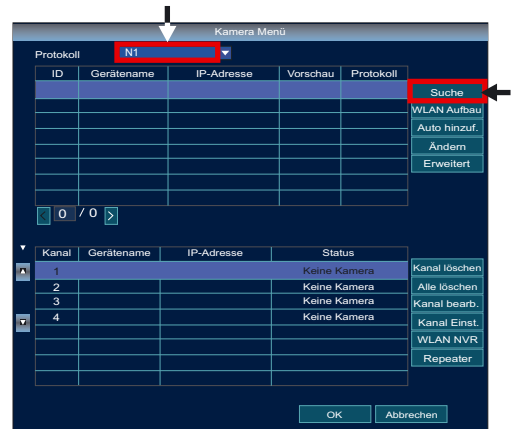 Kamera Menü
Protokoll N1
ID Gerätename IP-Adresse Vorschau Protokoll
Suche
WLAN Aufbau
Auto hinzuf.
Ändern
Erweitert
< 0 / 0 >
Kanal Gerätename IP-Adresse Status
1 Keine Kamera Kanal löschen
2 Keine Kamera Alle löschen
3 Keine Kamera Kanal bearb.
4 Keine Kamera Kanal Einst.
WLAN NVR
Repeater
OK Abbrechen